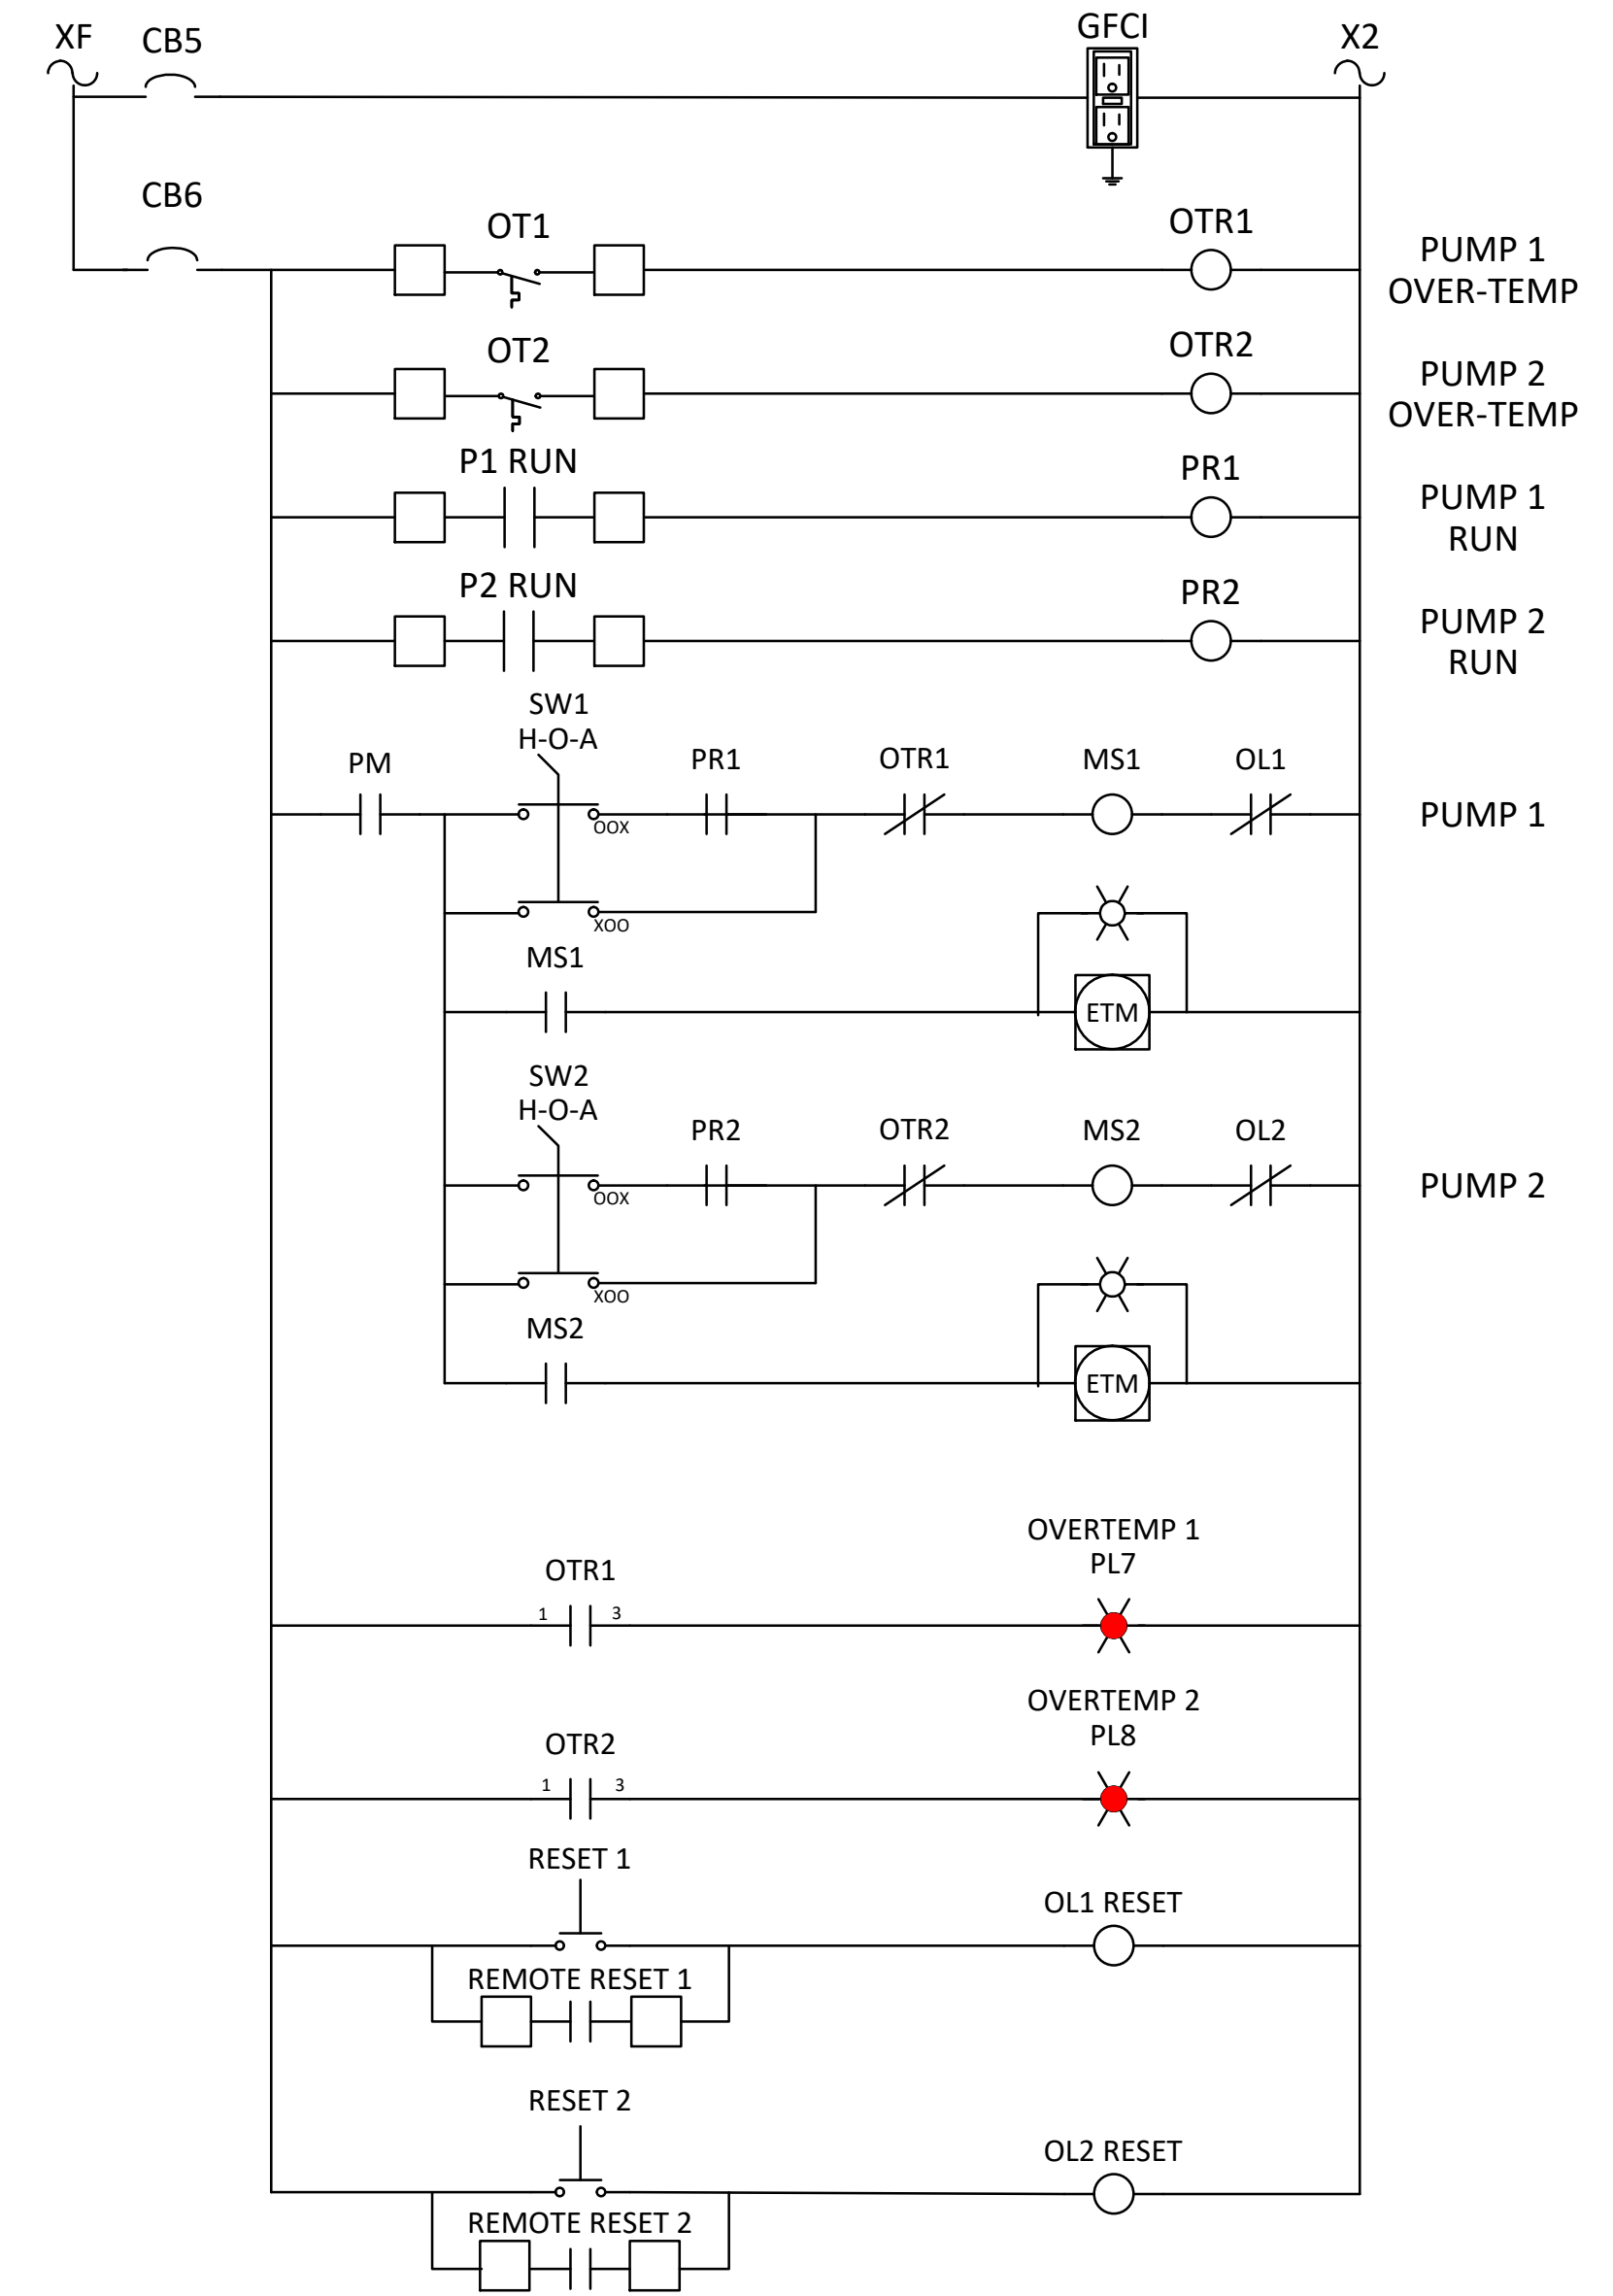 XF
CB5
GFCI
X2
CB6
OT1
OTR1
PUMP 1
OVER-TEMP
OT2
OTR2
PUMP 2
OVER-TEMP
P1 RUN
PR1
PUMP 1
RUN
P2 RUN
PR2
PUMP 2
RUN
SW1
H-O-A
PM
PR1
OTR1
MS1
OL1
PUMP 1
OOX
XOO
MS1
ETM
SW2
H-O-A
PR2
OTR2
MS2
OL2
PUMP 2
OOX
XOO
MS2
ETM
OVERTEMP 1
PL7
OTR1
1 3
OVERTEMP 2
PL8
OTR2
1 3
RESET 1
OL1 RESET
REMOTE RESET 1
RESET 2
OL2 RESET
REMOTE RESET 2